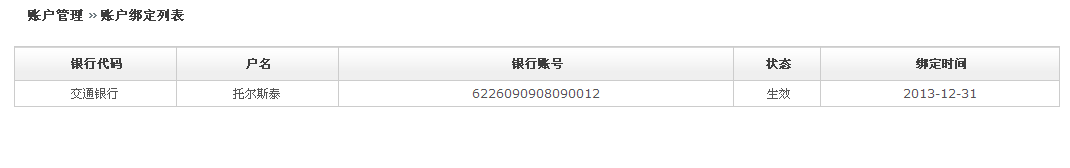 账户管理 » 账户绑定列表
银行代码 户名 银行账号 状态 绑定时间
交通银行 托尔斯泰 6226090908090012 生效 2013-12-31